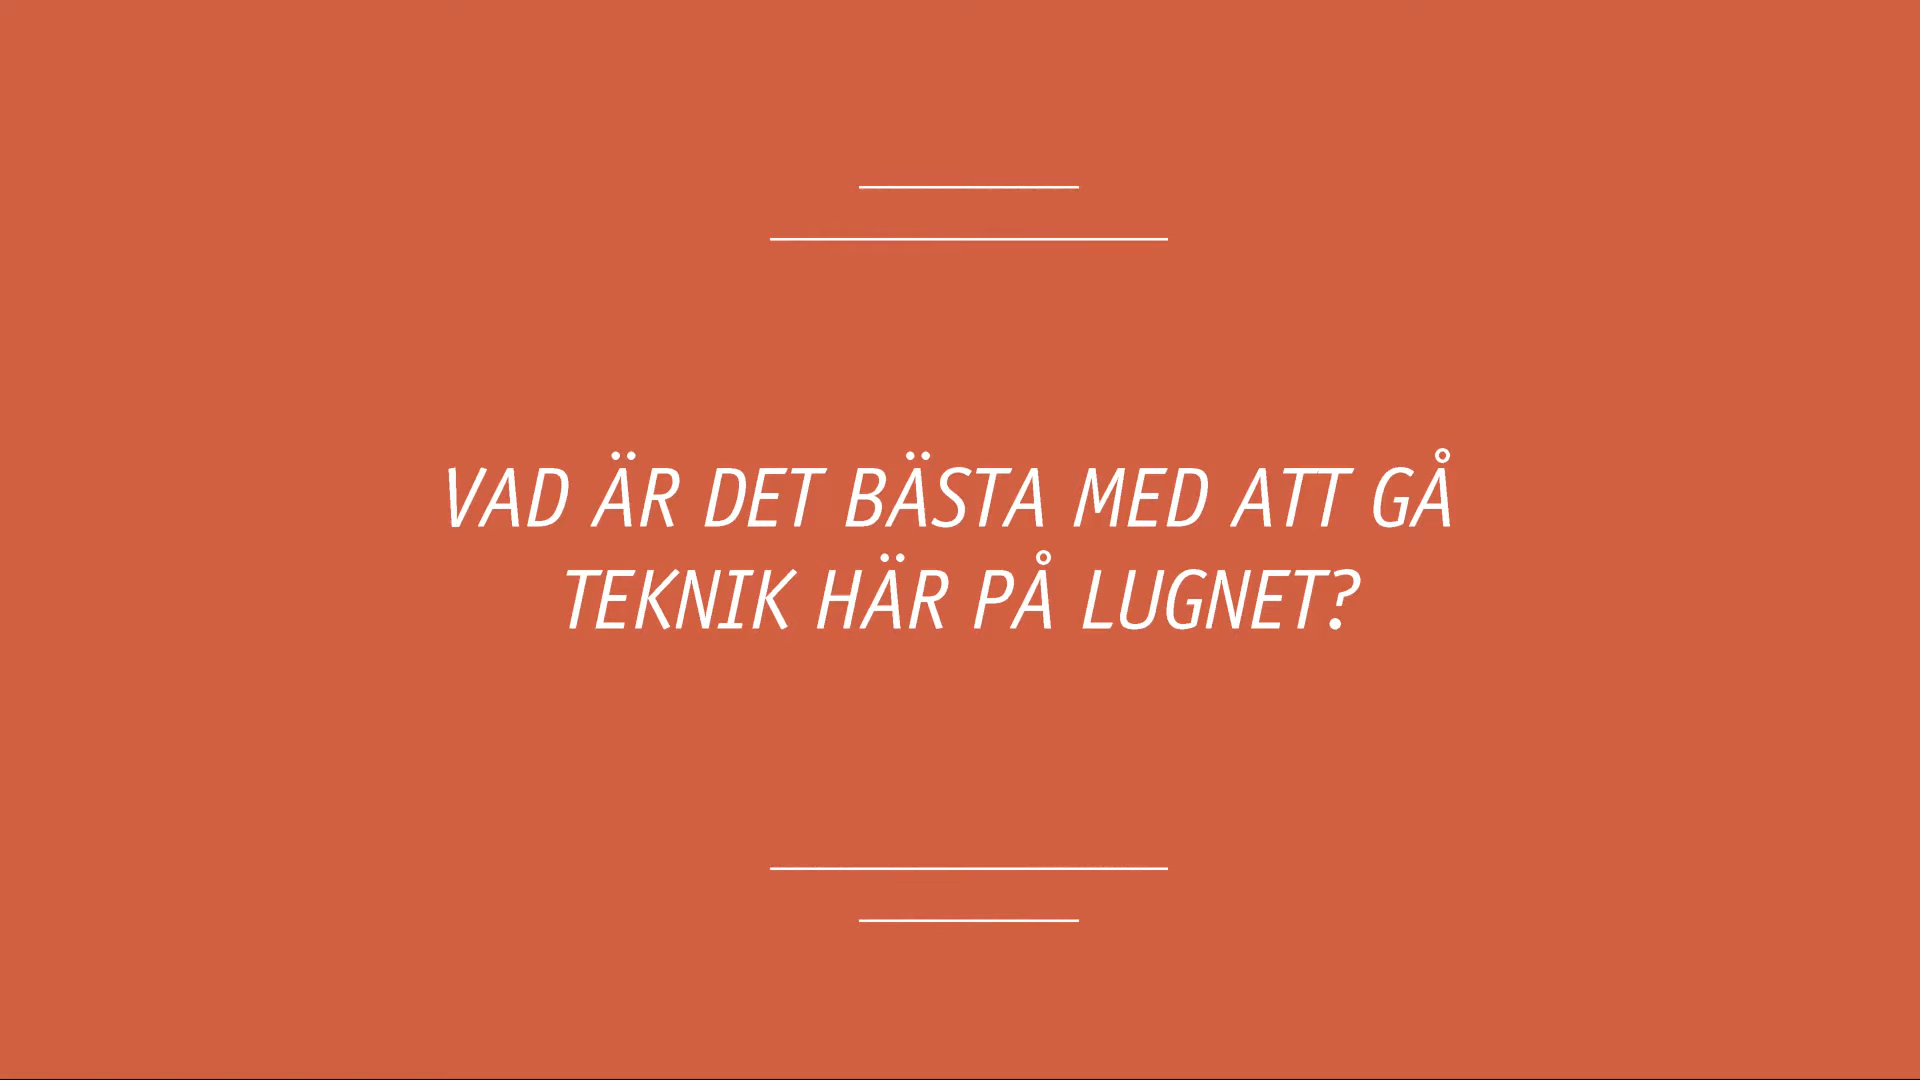 VAD ÄR DET BÄSTA MED ATT GÅ
TEKNIK HÄR PÅ LUGNET?